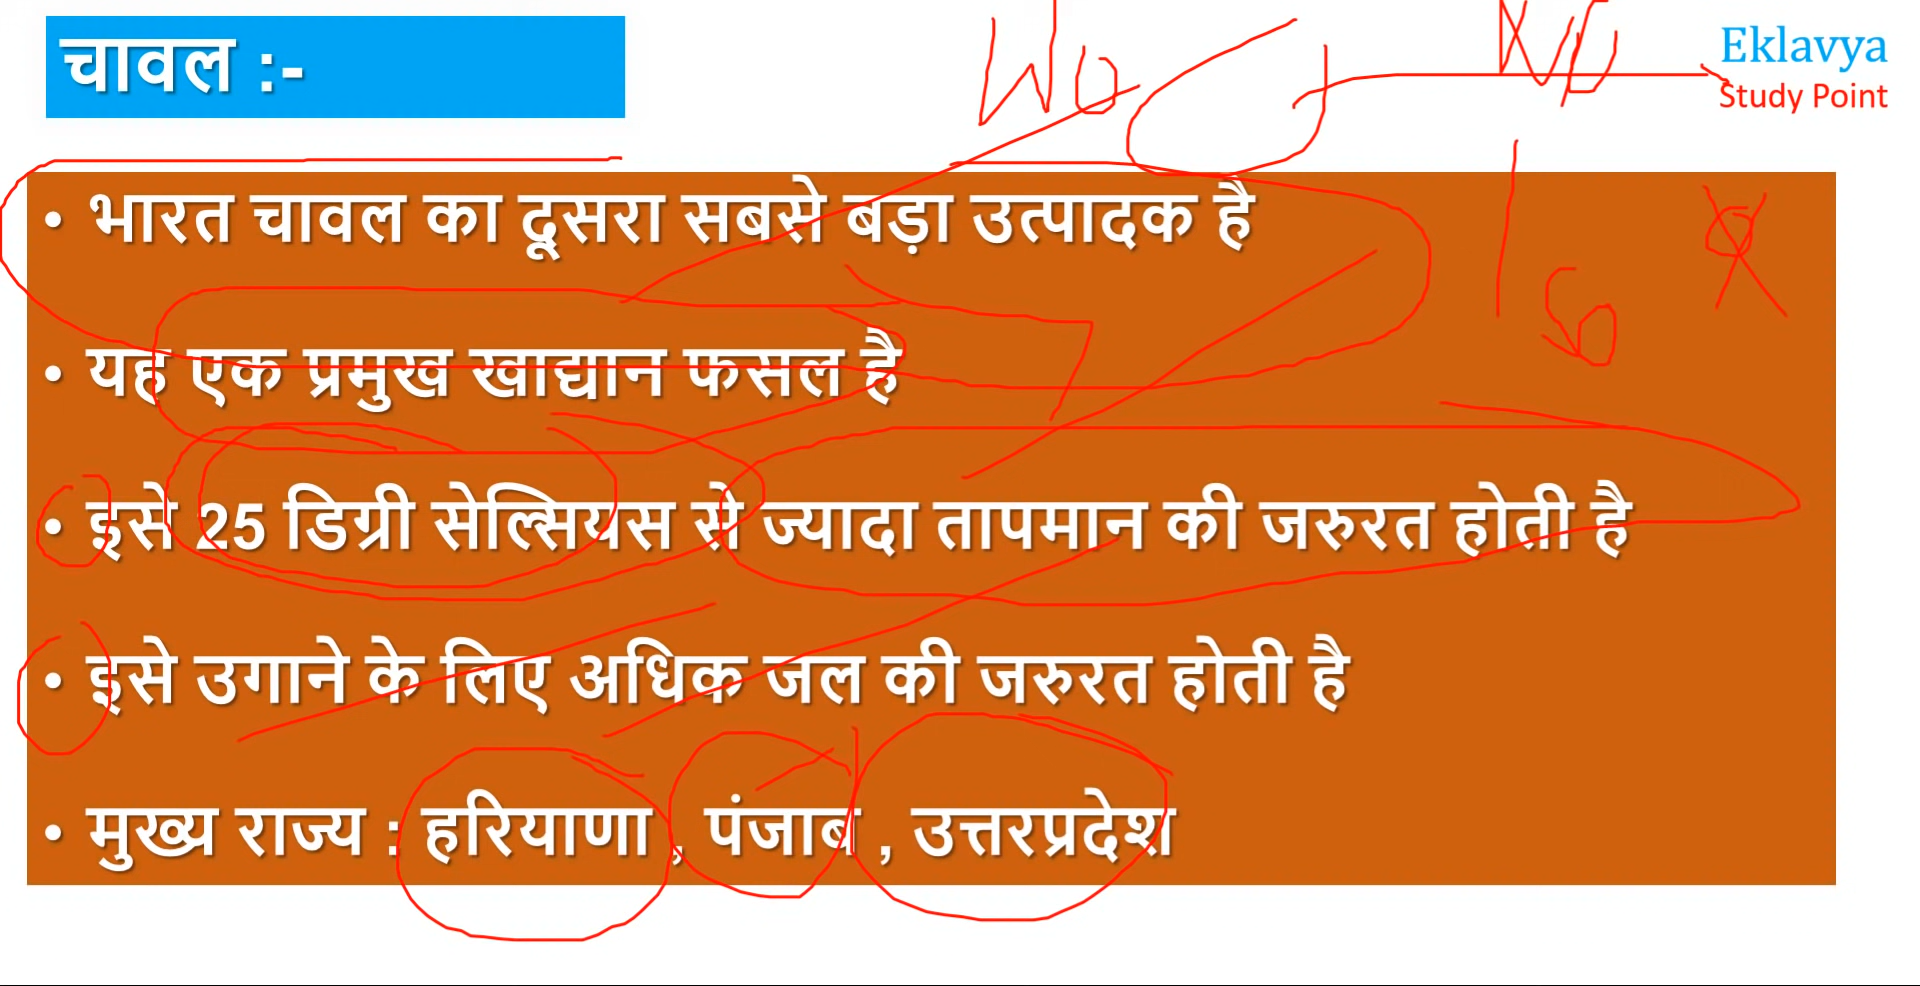 चावल :-
Eklavya
Study Point
• भारत चावल का दूसरा सबसे बड़ा उत्पादक है
• यह एक प्रमुख खाद्यान फसल है
• इसे 25 डिग्री सेल्सियस से ज्यादा तापमान की जरुरत होती है
• इसे उगाने के लिए अधिक जल की जरुरत होती है
• मुख्य राज्य : हरियाणा , पंजाब , उत्तरप्रदेश